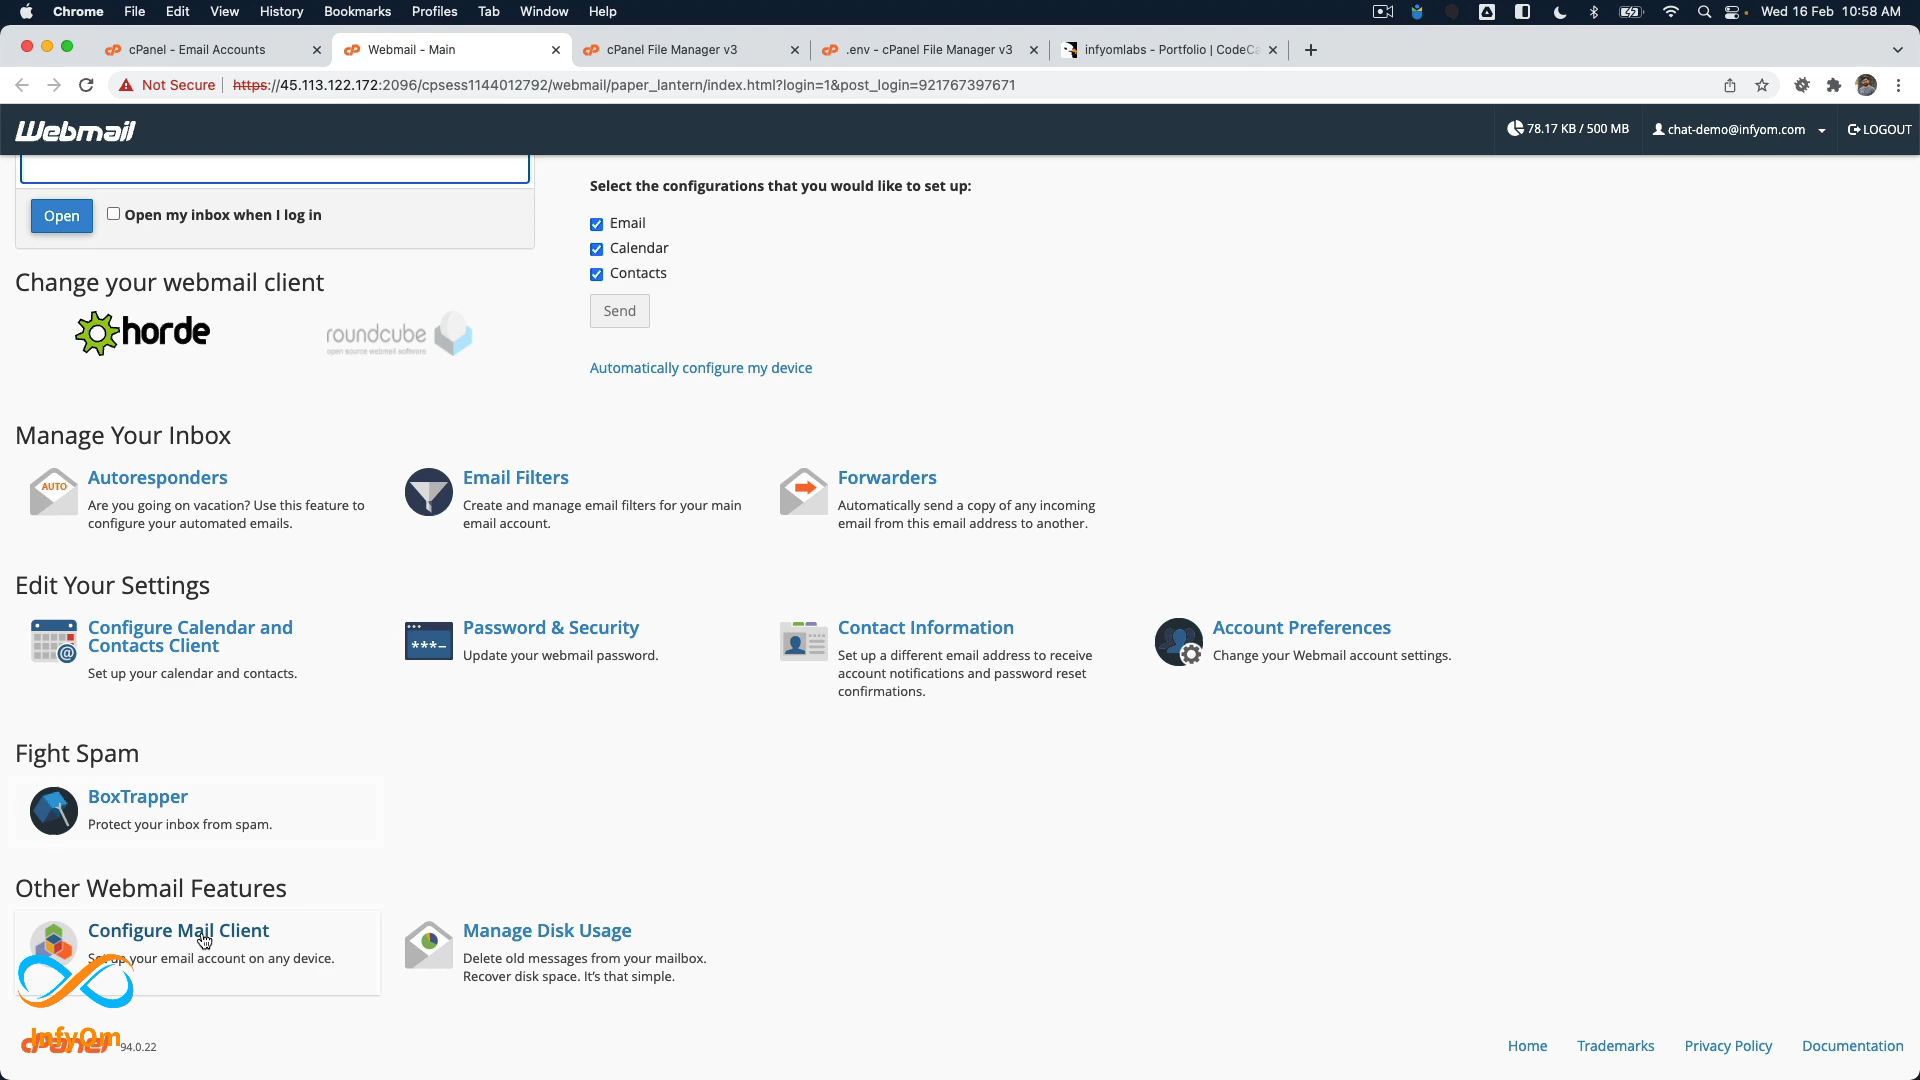 Chrome File Edit View History Bookmarks Profiles Tab Window Help Wed 16 Feb 10:58 AM
cPanel - Email Accounts Webmail - Main cPanel File Manager v3 .env - cPanel File Manager v3 infyomlabs - Portfolio | CodeCa
Not Secure https://45.113.122.172:2096/cpsess1144012792/webmail/paper_lantern/index.html?login=1&post_login=921767397671
Webmail 78.17 KB / 500 MB chat-demo@infyom.com LOGOUT
Select the configurations that you would like to set up:
Open Open my inbox when I log in
Email
Calendar
Contacts
Send
Change your webmail client
horde roundcube
open source webmail software
Automatically configure my device
Manage Your Inbox
Autoresponders
AUTO
Are you going on vacation? Use this feature to
configure your automated emails.
Email Filters
Create and manage email filters for your main
email account.
Forwarders
Automatically send a copy of any incoming
email from this email address to another.
Edit Your Settings
Configure Calendar and
Contacts Client
Set up your calendar and contacts.
Password & Security
Update your webmail password.
Contact Information
Set up a different email address to receive
account notifications and password reset
confirmations.
Account Preferences
Change your Webmail account settings.
Fight Spam
BoxTrapper
Protect your inbox from spam.
Other Webmail Features
Configure Mail Client
Set up your email account on any device.
Manage Disk Usage
Delete old messages from your mailbox.
Recover disk space. It's that simple.
InfyOm
cPanel 94.0.22
Home Trademarks Privacy Policy Documentation